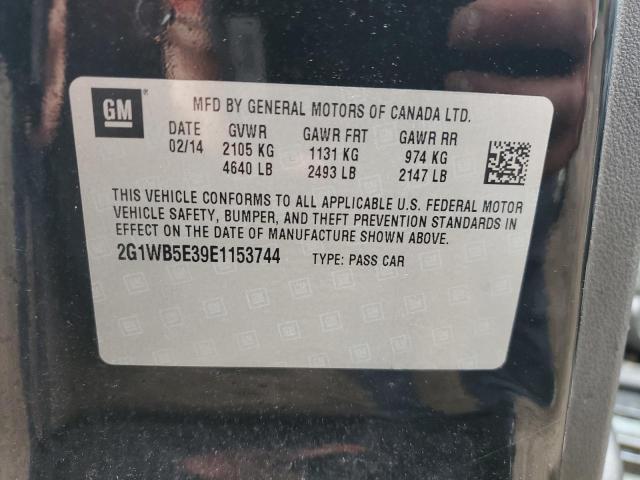 GM ® MFD BY GENERAL MOTORS OF CANADA LTD.
DATE GVWR GAWR FRT GAWR RR
02/14 2105 KG 1131 KG 974 KG
4640 LB 2493 LB 2147 LB
THIS VEHICLE CONFORMS TO ALL APPLICABLE U.S. FEDERAL MOTOR
VEHICLE SAFETY, BUMPER, AND THEFT PREVENTION STANDARDS IN
EFFECT ON THE DATE OF MANUFACTURE SHOWN ABOVE.
2G1WB5E39E1153744 TYPE: PASS CAR